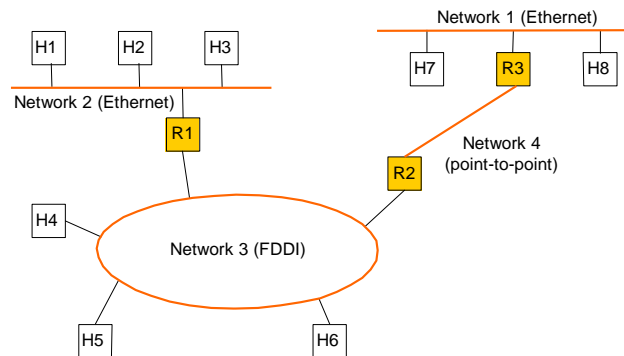 Network 1 (Ethernet)
H1
H2
H3
H7
R3
H8
Network 2 (Ethernet)
R1
Network 4
(point-to-point)
R2
H4
Network 3 (FDDI)
H5
H6